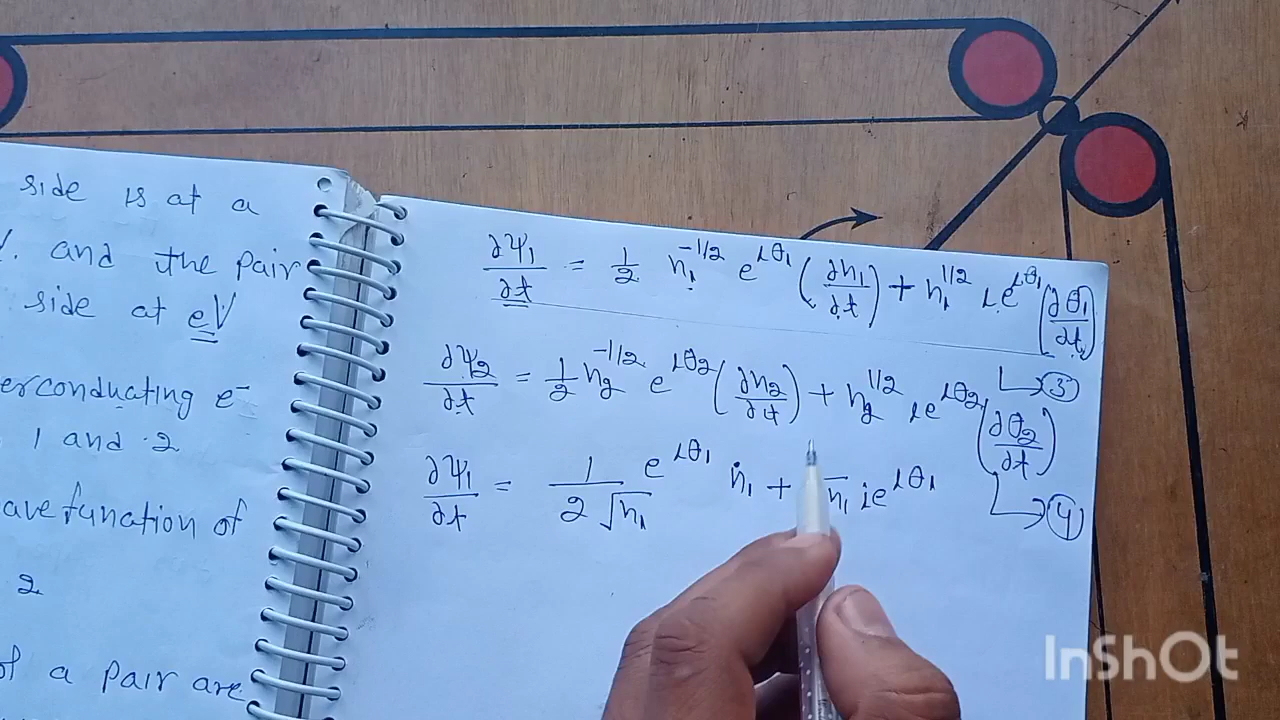 side is at a
and the pair
side at eV
erconducting e⁻
1 and 2
ave function of
2
of a pair are
∂Ψ₁/∂t = 1/2 n₁^(-1/2) e^(iθ₁) (∂n₁/∂t) + n₁^(1/2) i e^(iθ₁) (∂θ₁/∂t)
→ ③
∂Ψ₂/∂t = 1/2 n₂^(-1/2) e^(iθ₂) (∂n₂/∂t) + n₂^(1/2) i e^(iθ₂) (∂θ₂/∂t)
→ ④
∂Ψ₁/∂t = 1/(2√n₁) e^(iθ₁) ṅ₁ + n₁ i e^(iθ₁)
InShOt